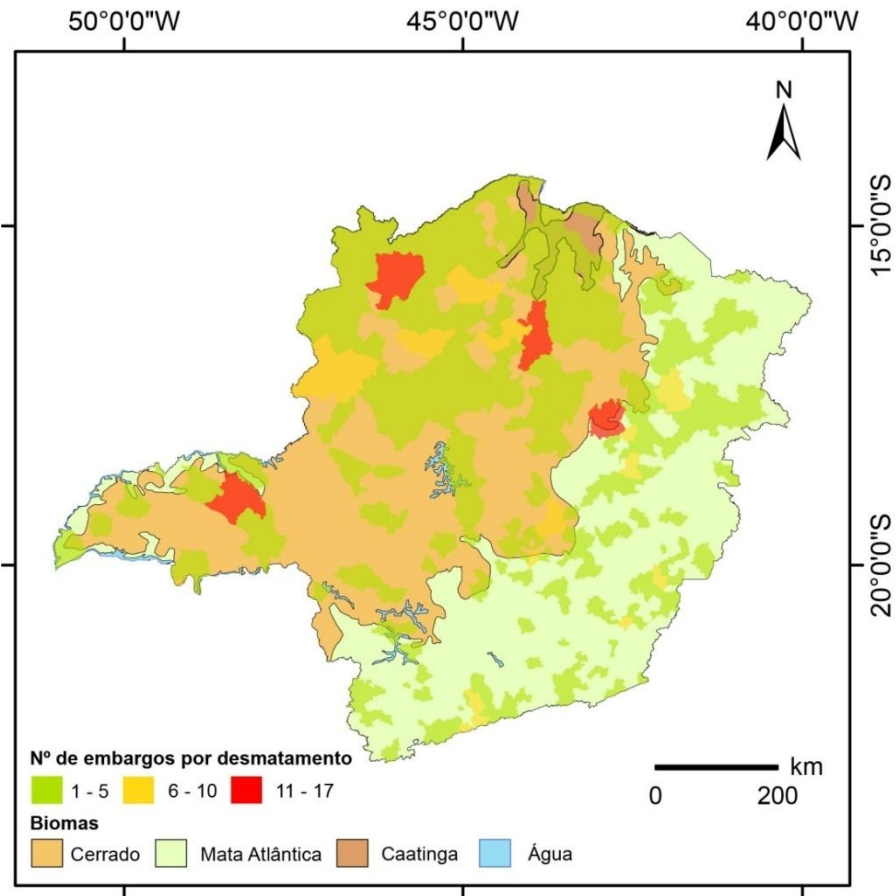 50°0'0"W 45°0'0"W 40°0'0"W
N
15°0'0"S
20°0'0"S
Nº de embargos por desmatamento
1 - 5 6 - 10 11 - 17
km
0 200
Biomas
Cerrado Mata Atlântica Caatinga Água